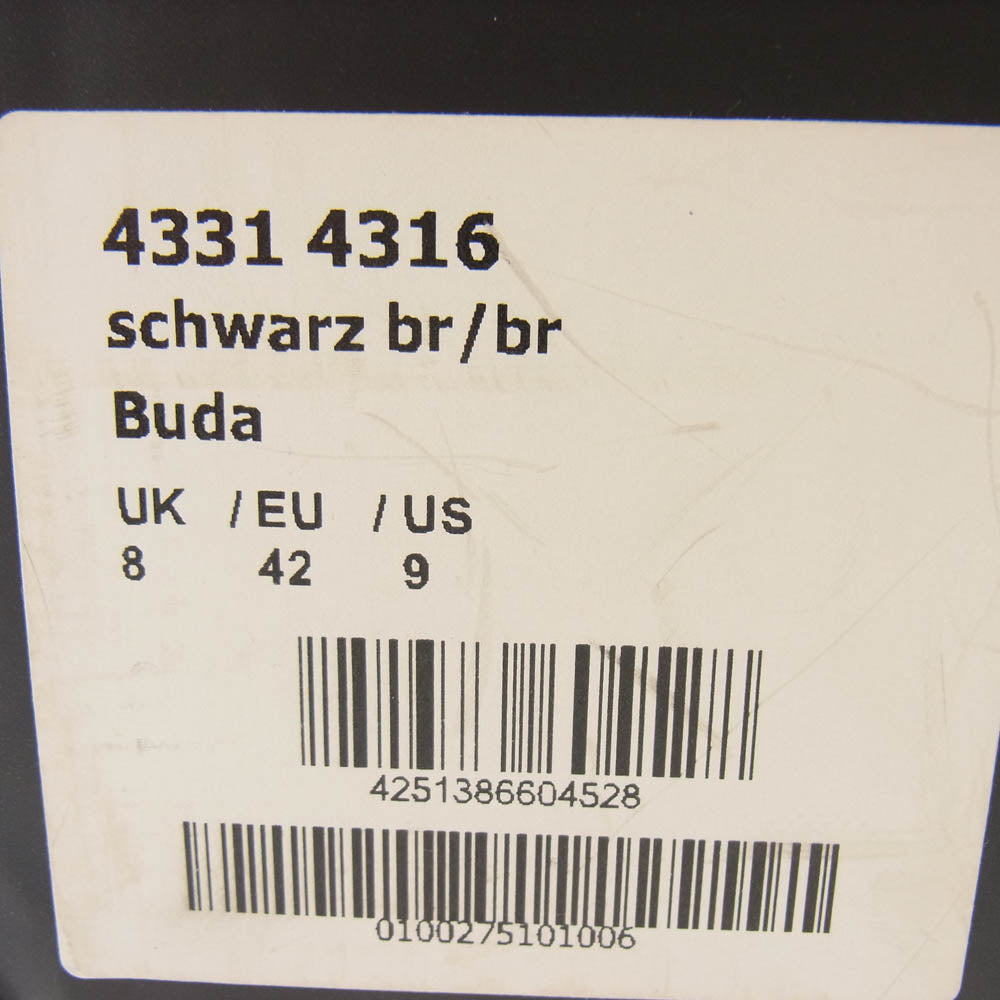 4331 4316
schwarz br/br
Buda
UK / EU / US
8 42 9
4251386604528
0100275101006